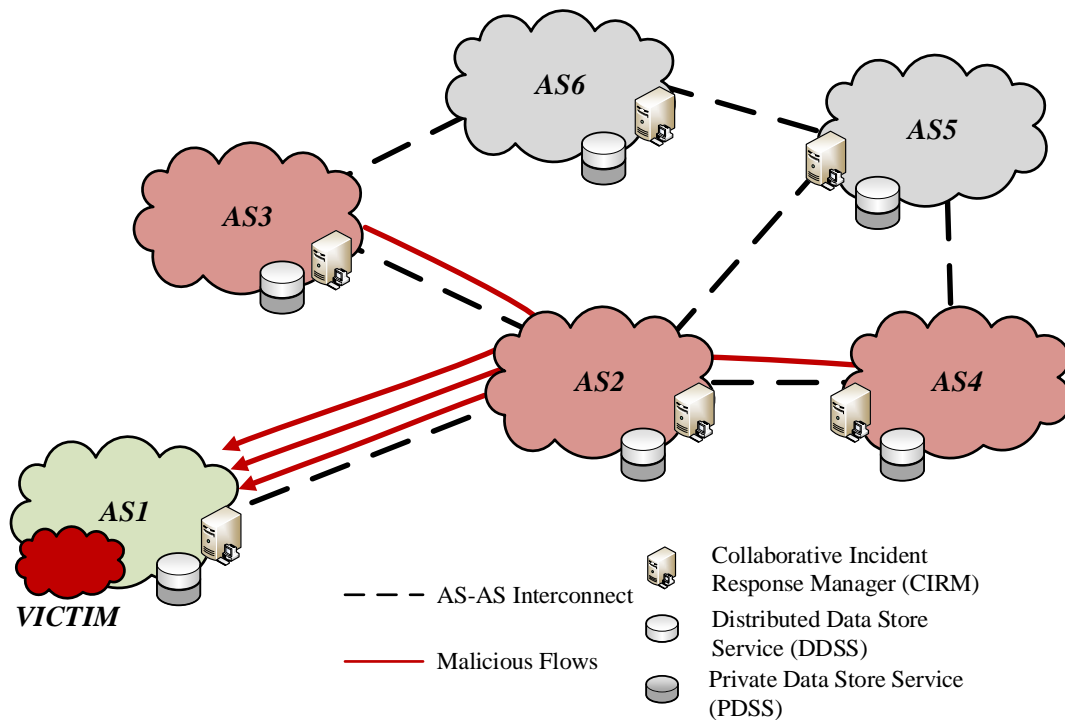 AS6
AS5
AS3
AS2
AS4
AS1
VICTIM
AS-AS Interconnect
Malicious Flows
Collaborative Incident
Response Manager (CIRM)
Distributed Data Store
Service (DDSS)
Private Data Store Service
(PDSS)